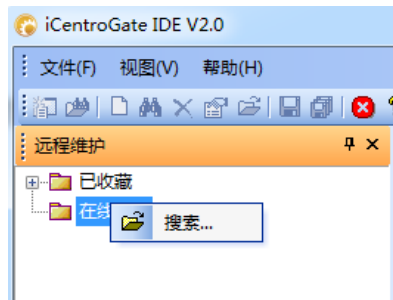 iCentroGate IDE V2.0
文件(F) 视图(V) 帮助(H)
远程维护
已收藏
在线
搜索...